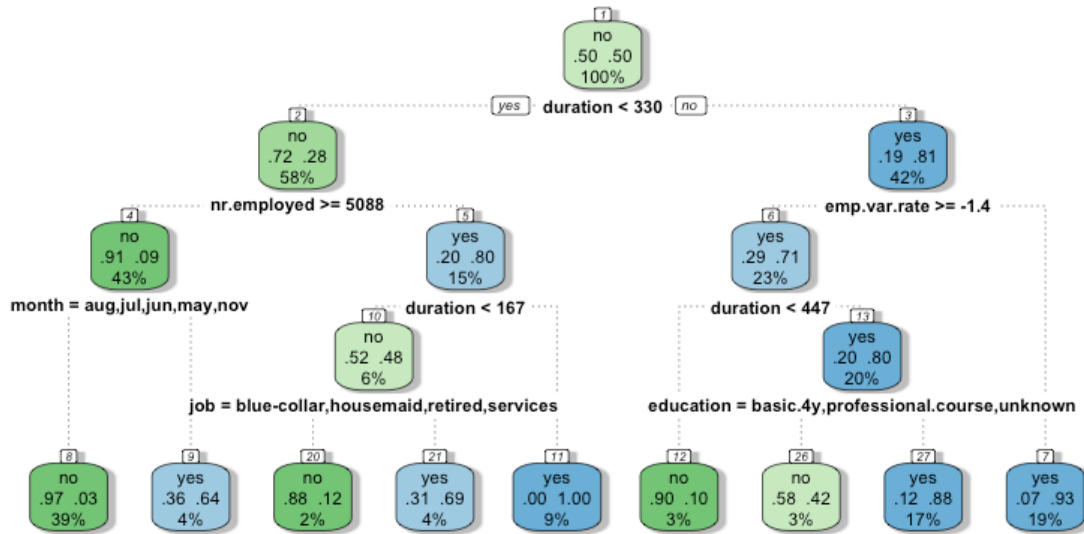 1
no
.50 .50
100%
yes duration < 330 no
2
no
.72 .28
58%
3
yes
.19 .81
42%
nr.employed >= 5088
emp.var.rate >= -1.4
4
no
.91 .09
43%
5
yes
.20 .80
15%
6
yes
.29 .71
23%
month = aug,jul,jun,may,nov
duration < 167
duration < 447
10
no
.52 .48
6%
13
yes
.20 .80
20%
job = blue-collar,housemaid,retired,services
education = basic.4y,professional.course,unknown
8
no
.97 .03
39%
9
yes
.36 .64
4%
20
no
.88 .12
2%
21
yes
.31 .69
4%
11
yes
.00 1.00
9%
12
no
.90 .10
3%
26
no
.58 .42
3%
27
yes
.12 .88
17%
7
yes
.07 .93
19%